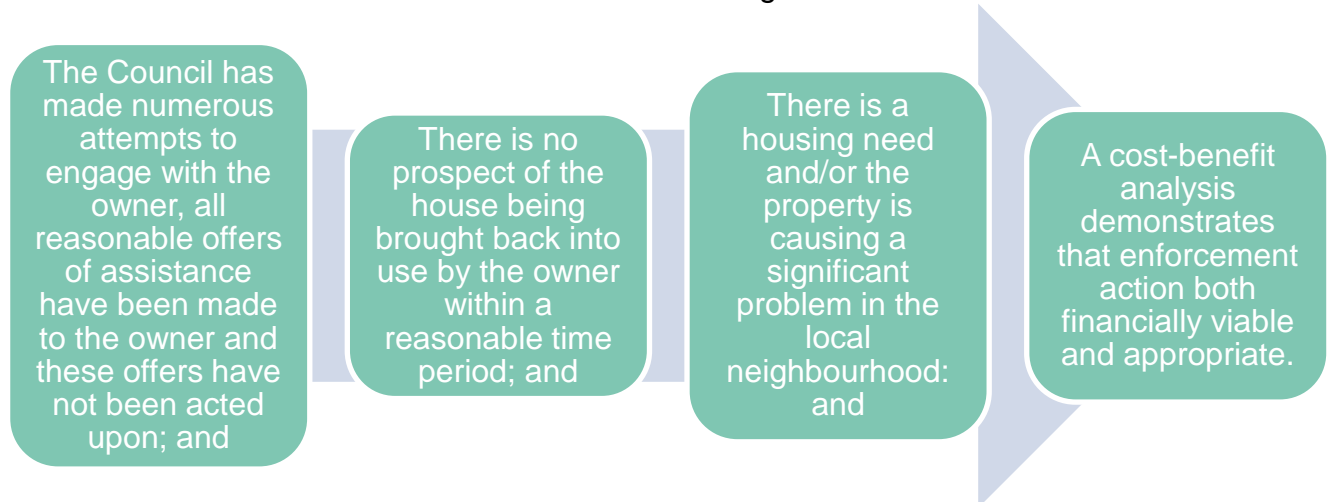 The Council has
made numerous
attempts to
engage with the
owner, all
reasonable offers
of assistance
have been made
to the owner and
these offers have
not been acted
upon; and
There is no
prospect of the
house being
brought back into
use by the owner
within a
reasonable time
period; and
There is a
housing need
and/or the
property is
causing a
significant
problem in the
local
neighbourhood:
and
A cost-benefit
analysis
demonstrates
that enforcement
action both
financially viable
and appropriate.